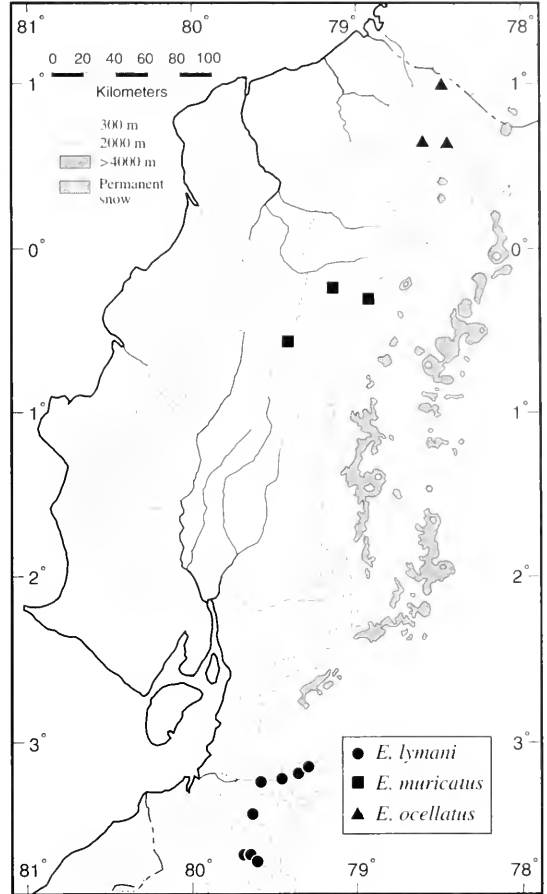 81° 80° 79° 78°
0 20 40 60 80 100
Kilometers
300 m
2000 m
>4000 m
Permanent
snow
1° 1°
0° 0°
1° 1°
2° 2°
3° 3°
E. lymani
E. muricatus
E. ocellatus
81 80 79° 78°